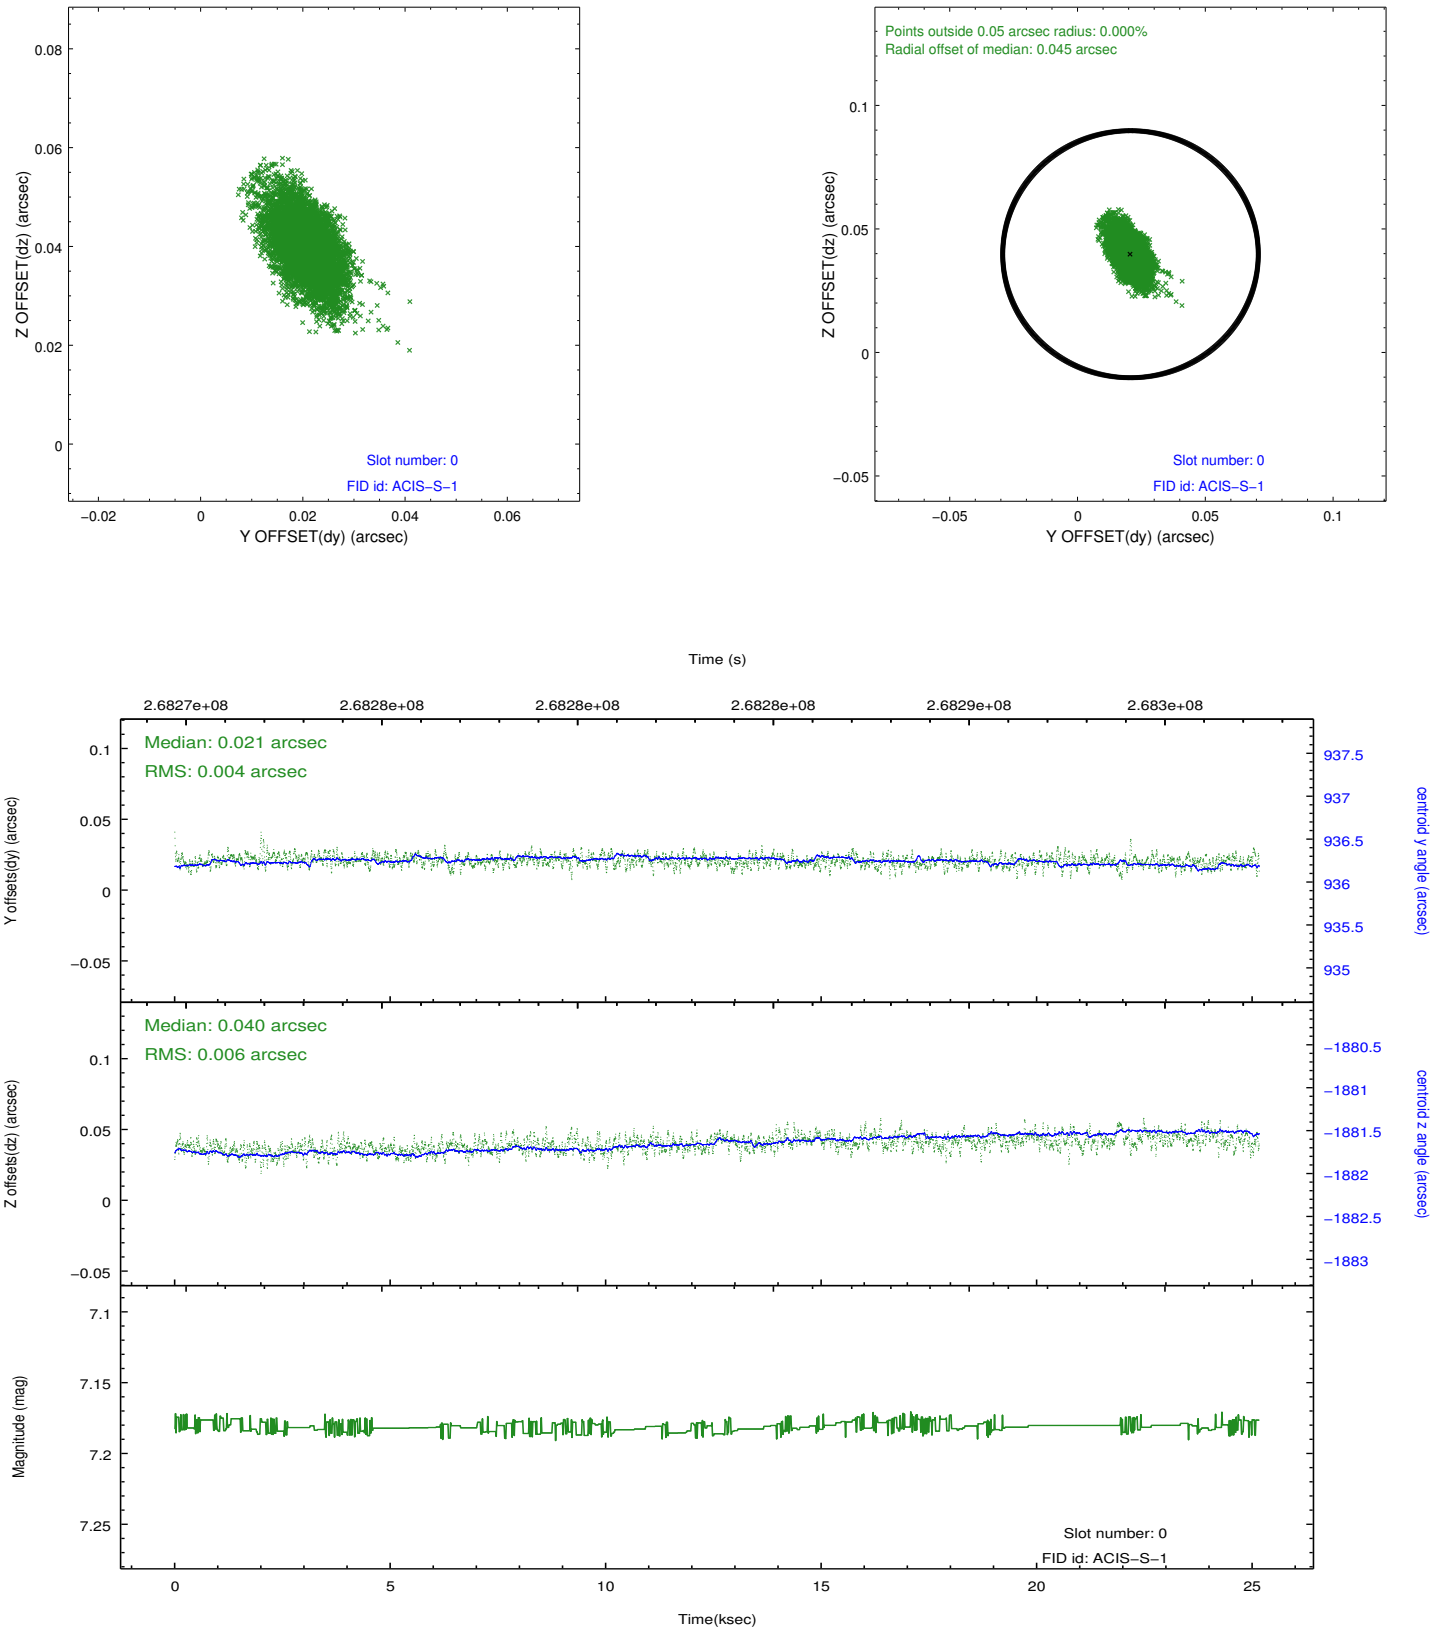 0.08
0.06
0.04
0.02
0
Z OFFSET(dz) (arcsec)
Slot number: 0
FID id: ACIS−S−1
−0.02
0
0.02
0.04
0.06
Y OFFSET(dy) (arcsec)
Points outside 0.05 arcsec radius: 0.000%
Radial offset of median: 0.045 arcsec
0.1
0.05
0
−0.05
Z OFFSET(dz) (arcsec)
Slot number: 0
FID id: ACIS−S−1
−0.05
0
0.05
0.1
Y OFFSET(dy) (arcsec)
Time (s)
2.6827e+08
2.6828e+08
2.6828e+08
2.6828e+08
2.6829e+08
2.683e+08
Median: 0.021 arcsec
RMS: 0.004 arcsec
0.1
0.05
0
−0.05
Y offsets(dy) (arcsec)
937.5
937
936.5
936
935.5
935
centroid y angle (arcsec)
Median: 0.040 arcsec
RMS: 0.006 arcsec
0.1
0.05
0
−0.05
Z offsets(dz) (arcsec)
−1880.5
−1881
−1881.5
−1882
−1882.5
−1883
centroid z angle (arcsec)
7.1
7.15
7.2
7.25
Magnitude (mag)
Slot number: 0
FID id: ACIS−S−1
0
5
10
15
20
25
Time(ksec)